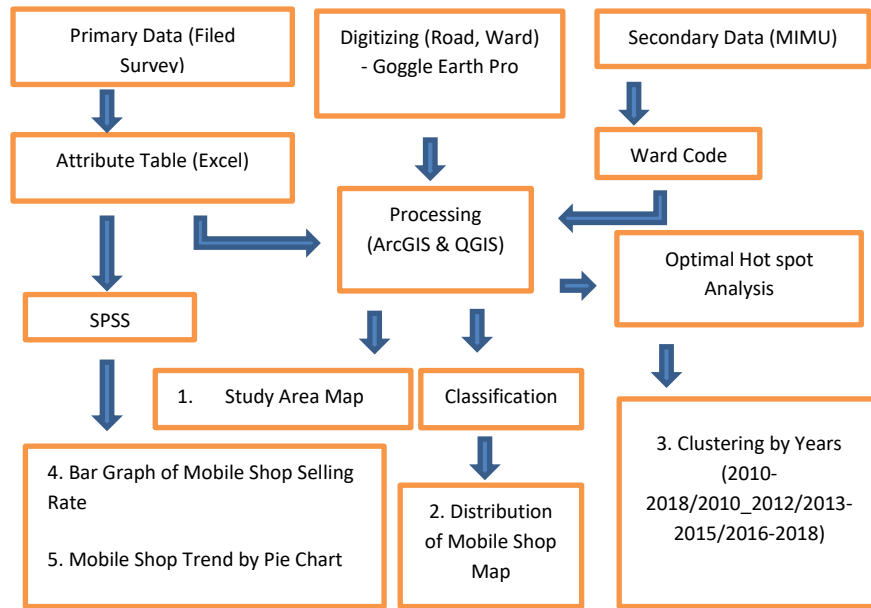 Primary Data (Filed
Survey)
Digitizing (Road, Ward)
- Goggle Earth Pro
Secondary Data (MIMU)
Attribute Table (Excel)
Ward Code
Processing
(ArcGIS & QGIS)
Optimal Hot spot
Analysis
SPSS
1. Study Area Map
Classification
3. Clustering by Years
(2010-
2018/2010_2012/2013-
2015/2016-2018)
4. Bar Graph of Mobile Shop Selling
Rate
5. Mobile Shop Trend by Pie Chart
2. Distribution
of Mobile Shop
Map